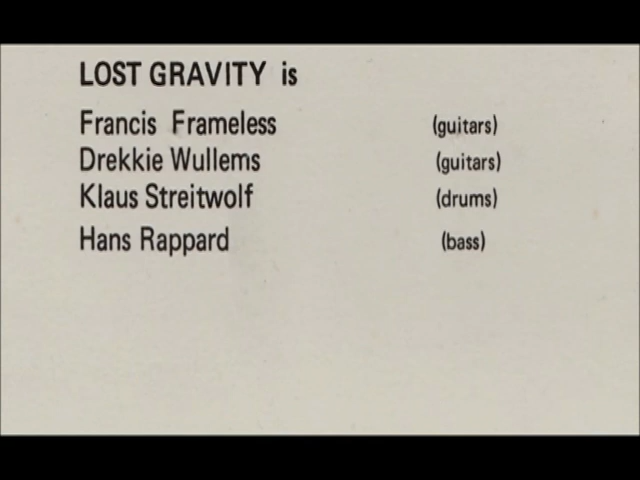 LOST GRAVITY is
Francis Frameless (guitars)
Drekkie Wullems (guitars)
Klaus Streitwolf (drums)
Hans Rappard (bass)